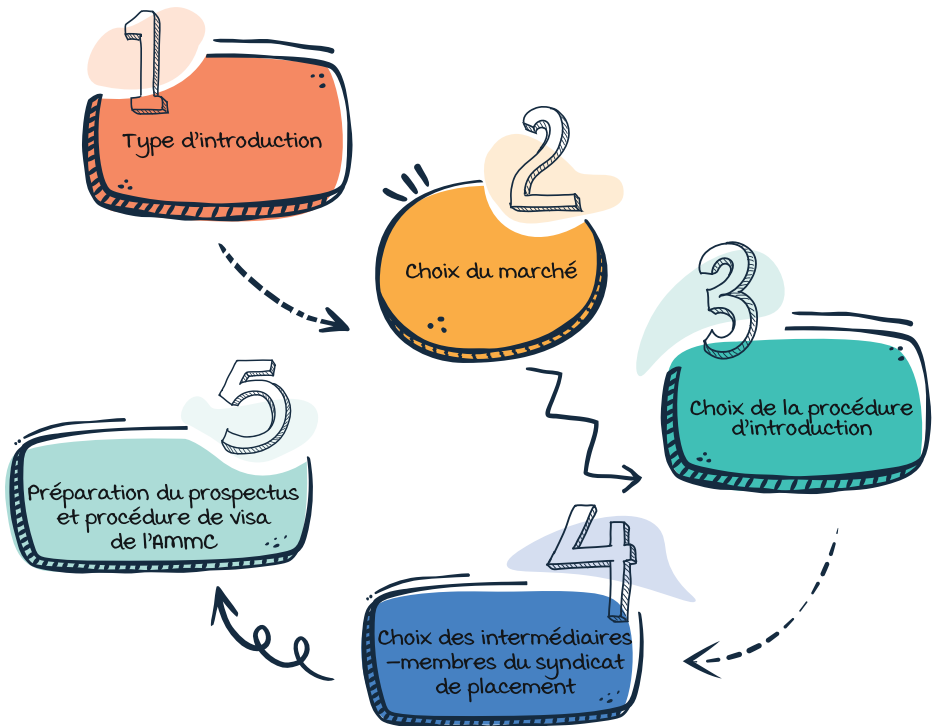 1
Type d'introduction
2
Choix du marché
3
Choix de la procédure
d'introduction
4
Choix des intermédiaires
-membres du syndicat
de placement
5
Préparation du prospectus
et procédure de visa
de l'AMMC